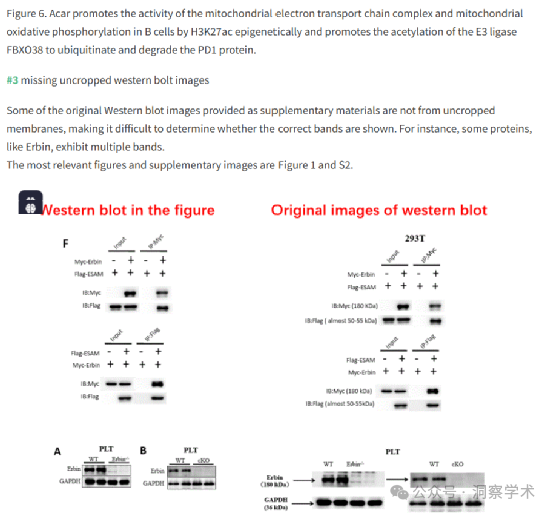 Figure 6. Acar promotes the activity of the mitochondrial electron transport chain complex and mitochondrial
oxidative phosphorylation in B cells by H3K27ac epigenetically and promotes the acetylation of the E3 ligase
FBXO38 to ubiquitinate and degrade the PD1 protein.
#3 missing uncropped western bolt images
Some of the original Western blot images provided as supplementary materials are not from uncropped
membranes, making it difficult to determine whether the correct bands are shown. For instance, some proteins,
like Erbin, exhibit multiple bands.
The most relevant figures and supplementary images are Figure 1 and S2.
Western blot in the figure
F
Input IP:Myc
Myc-Erbin - + - +
Flag-ESAM + + + +
IB:Myc
IB:Flag
Input IP:Flag
Flag-ESAM - + - +
Myc-Erbin + + + +
IB:Myc
IB:Flag
A PLT
WT Erbin-/-
Erbin
GAPDH
B PLT
WT cKO
Erbin
GAPDH
Original images of western blot
293T
Input IP:Myc
Myc-Erbin - + - +
Flag-ESAM + + + +
IB:Myc (180 KDa)
IB:Flag ( almost 50-55 kDa)
Input IP:Flag
Flag-ESAM - + - +
Myc-Erbin + + + +
IB:Myc (180 kDa)
IB:Flag (almost 50-55kDa)
PLT
WT Erbin-/- WT cKO
Erbin
(180 kDa)
GAPDH
(36 kDa)
公众号 · 洞察学术